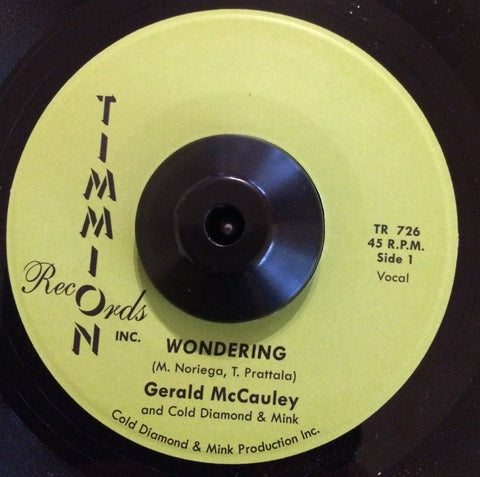 TIMMION
Records
INC.
TR 726
45 R.P.M.
Side 1
Vocal
WONDERING
(M. Noriega, T. Prattala)
Gerald McCauley
and Cold Diamond & Mink
Cold Diamond & Mink Production Inc.